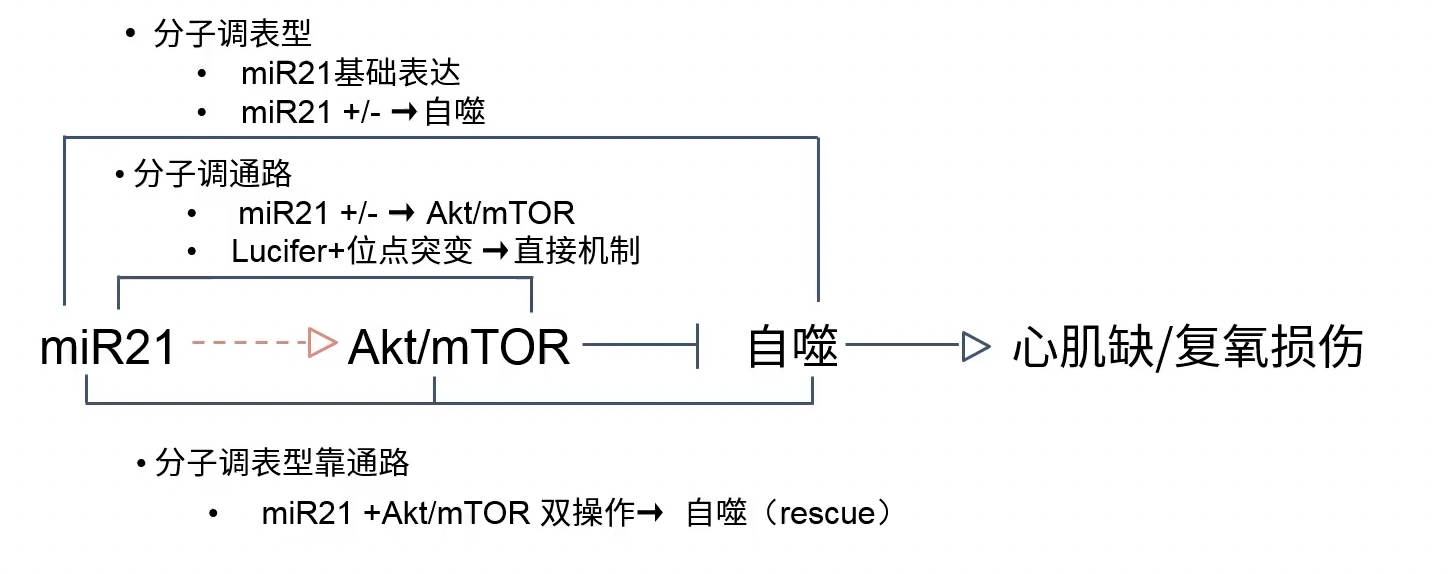 • 分子调表型
• miR21基础表达
• miR21 +/- ➞自噬
• 分子调通路
• miR21 +/- ➞ Akt/mTOR
• Lucifer+位点突变 ➞直接机制
miR21 Akt/mTOR 自噬 心肌缺/复氧损伤
• 分子调表型靠通路
• miR21 +Akt/mTOR 双操作➞ 自噬（rescue）